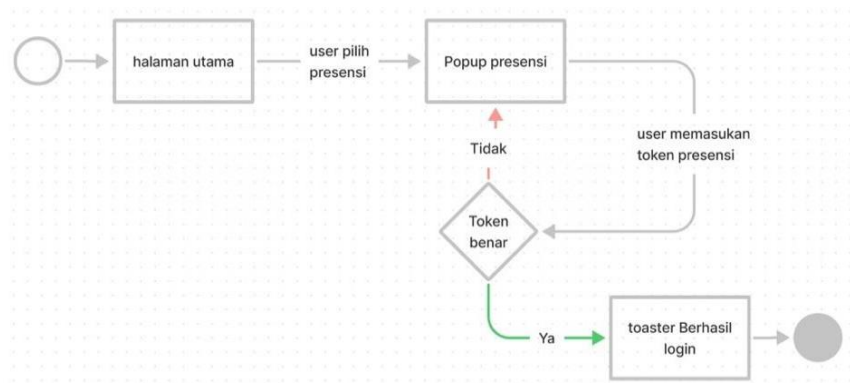 halaman utama
user pilih
presensi
Popup presensi
user memasukan
token presensi
Tidak
Token
benar
Ya
toaster Berhasil
login